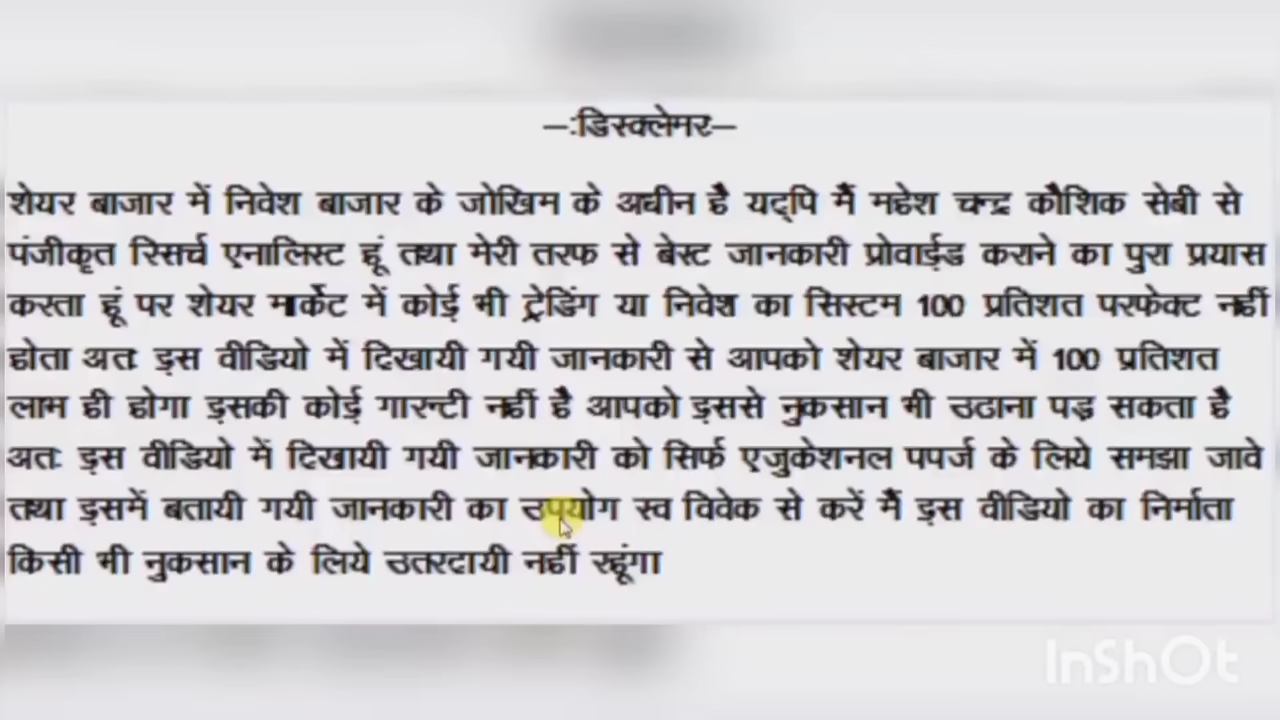 —:डिस्क्लेमर—
शेयर बाजार में निवेश बाजार के जोखिम के अधीन है यद्पि मैं महेश चन्द्र कौशिक सेबी से
पंजीकृत रिसर्च एनालिस्ट हूं तथा मेरी तरफ से बेस्ट जानकारी प्रोवाईड कराने का पुरा प्रयास
करता हूं पर शेयर मार्केट में कोई भी ट्रेडिंग या निवेश का सिस्टम 100 प्रतिशत परफेक्ट नहीं
होता अतः इस वीडियो में दिखायी गयी जानकारी से आपको शेयर बाजार में 100 प्रतिशत
लाभ ही होगा इसकी कोई गारन्टी नहीं है आपको इससे नुकसान भी उठाना पड़ सकता है
अतः इस वीडियो में दिखायी गयी जानकारी को सिर्फ एजुकेशनल पपर्ज के लिये समझा जावे
तथा इसमें बतायी गयी जानकारी का उपयोग स्व विवेक से करें मैं इस वीडियो का निर्माता
किसी भी नुकसान के लिये उतरदायी नहीं रहूंगा
InShOt